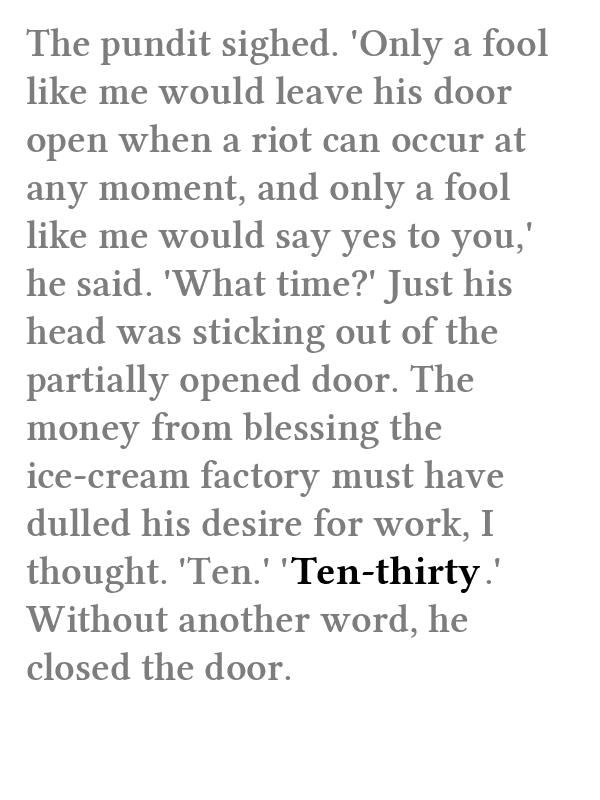 The pundit sighed. 'Only a fool
like me would leave his door
open when a riot can occur at
any moment, and only a fool
like me would say yes to you,'
he said. 'What time?' Just his
head was sticking out of the
partially opened door. The
money from blessing the
ice-cream factory must have
dulled his desire for work, I
thought. 'Ten.' 'Ten-thirty.'
Without another word, he
closed the door.